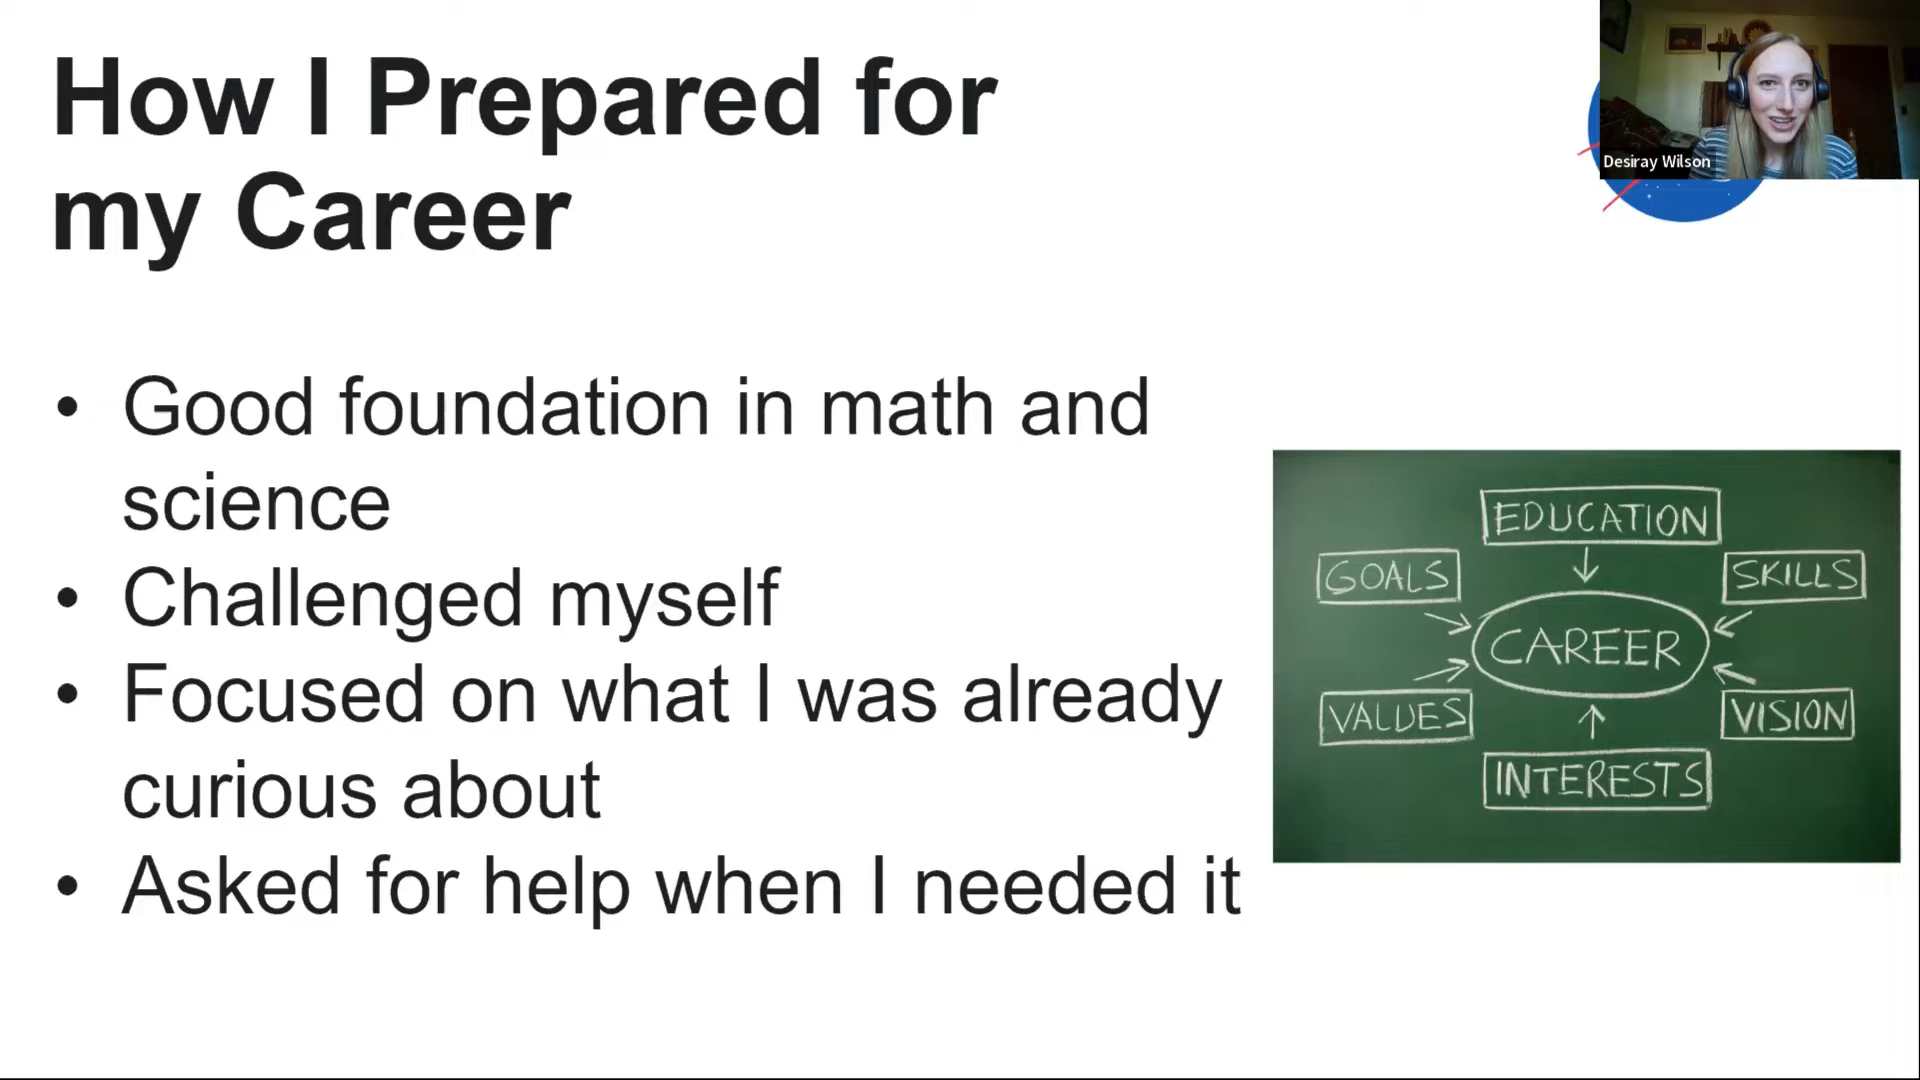 How I Prepared for
my Career
Desiray Wilson
• Good foundation in math and
science
• Challenged myself
• Focused on what I was already
curious about
• Asked for help when I needed it
EDUCATION
GOALS
SKILLS
CAREER
VALUES
VISION
INTERESTS